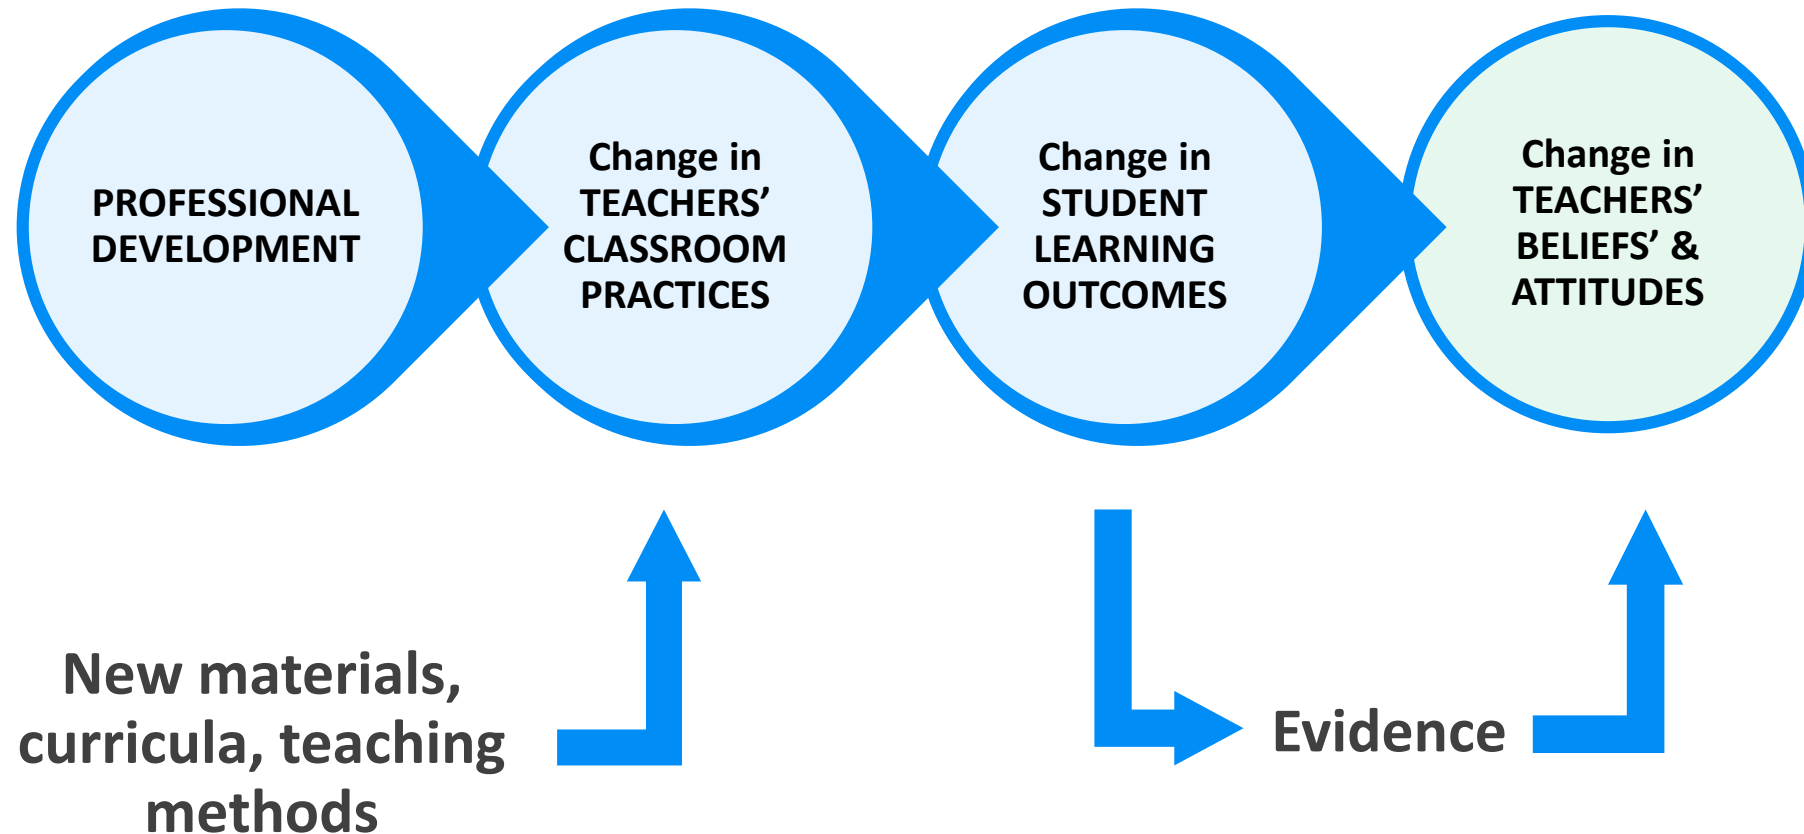 PROFESSIONAL
DEVELOPMENT
Change in
TEACHERS’
CLASSROOM
PRACTICES
Change in
STUDENT
LEARNING
OUTCOMES
Change in
TEACHERS’
BELIEFS’ &
ATTITUDES
New materials,
curricula, teaching
methods
Evidence